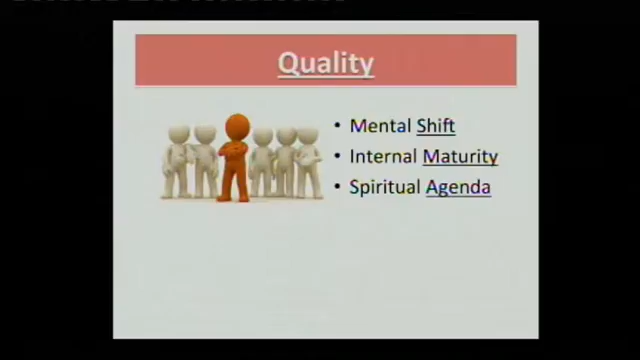 Quality
• Mental Shift
• Internal Maturity
• Spiritual Agenda